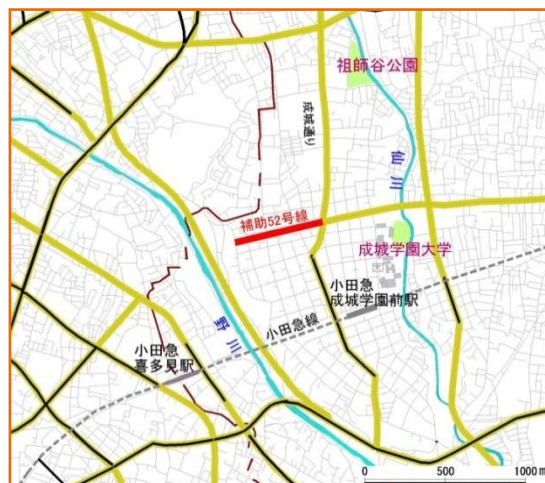 祖師谷公園
成城通り
仙川
補助52号線
成城学園大学
小田急
成城学園前駅
小田急線
野川
小田急
喜多見駅
0 500 1000m